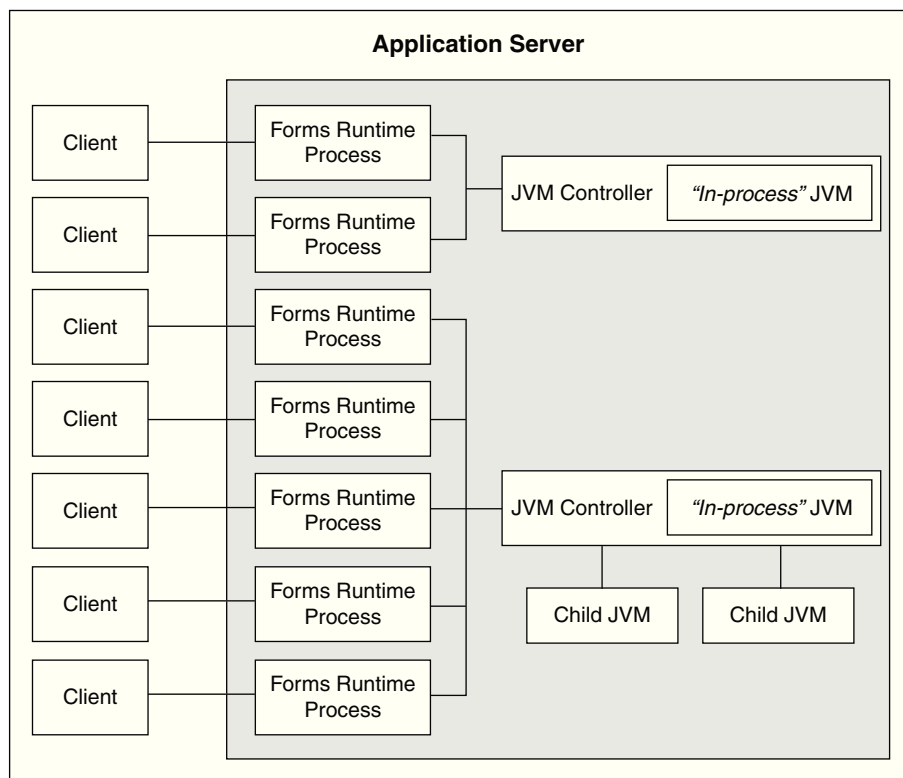 Application Server
Client
Forms Runtime
Process
Client
Forms Runtime
Process
JVM Controller
“In-process” JVM
Client
Forms Runtime
Process
Client
Forms Runtime
Process
Client
Forms Runtime
Process
JVM Controller
“In-process” JVM
Client
Forms Runtime
Process
Child JVM
Child JVM
Client
Forms Runtime
Process